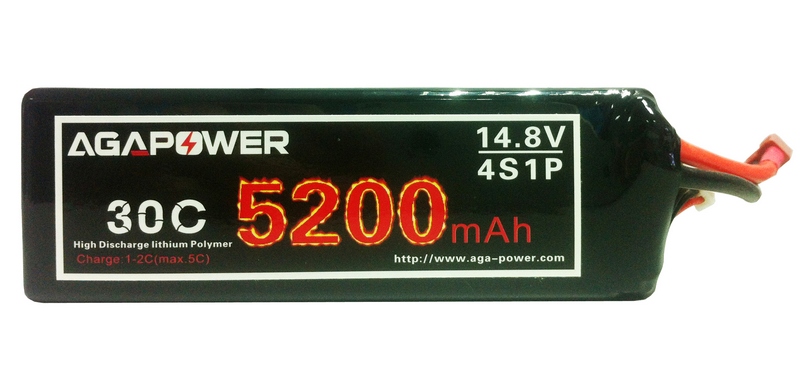 AGAPOWER
14.8V
4S1P
30C
5200mAh
High Discharge lithium Polymer
Charge:1-2C(max.5C)
http://www.aga-power.com